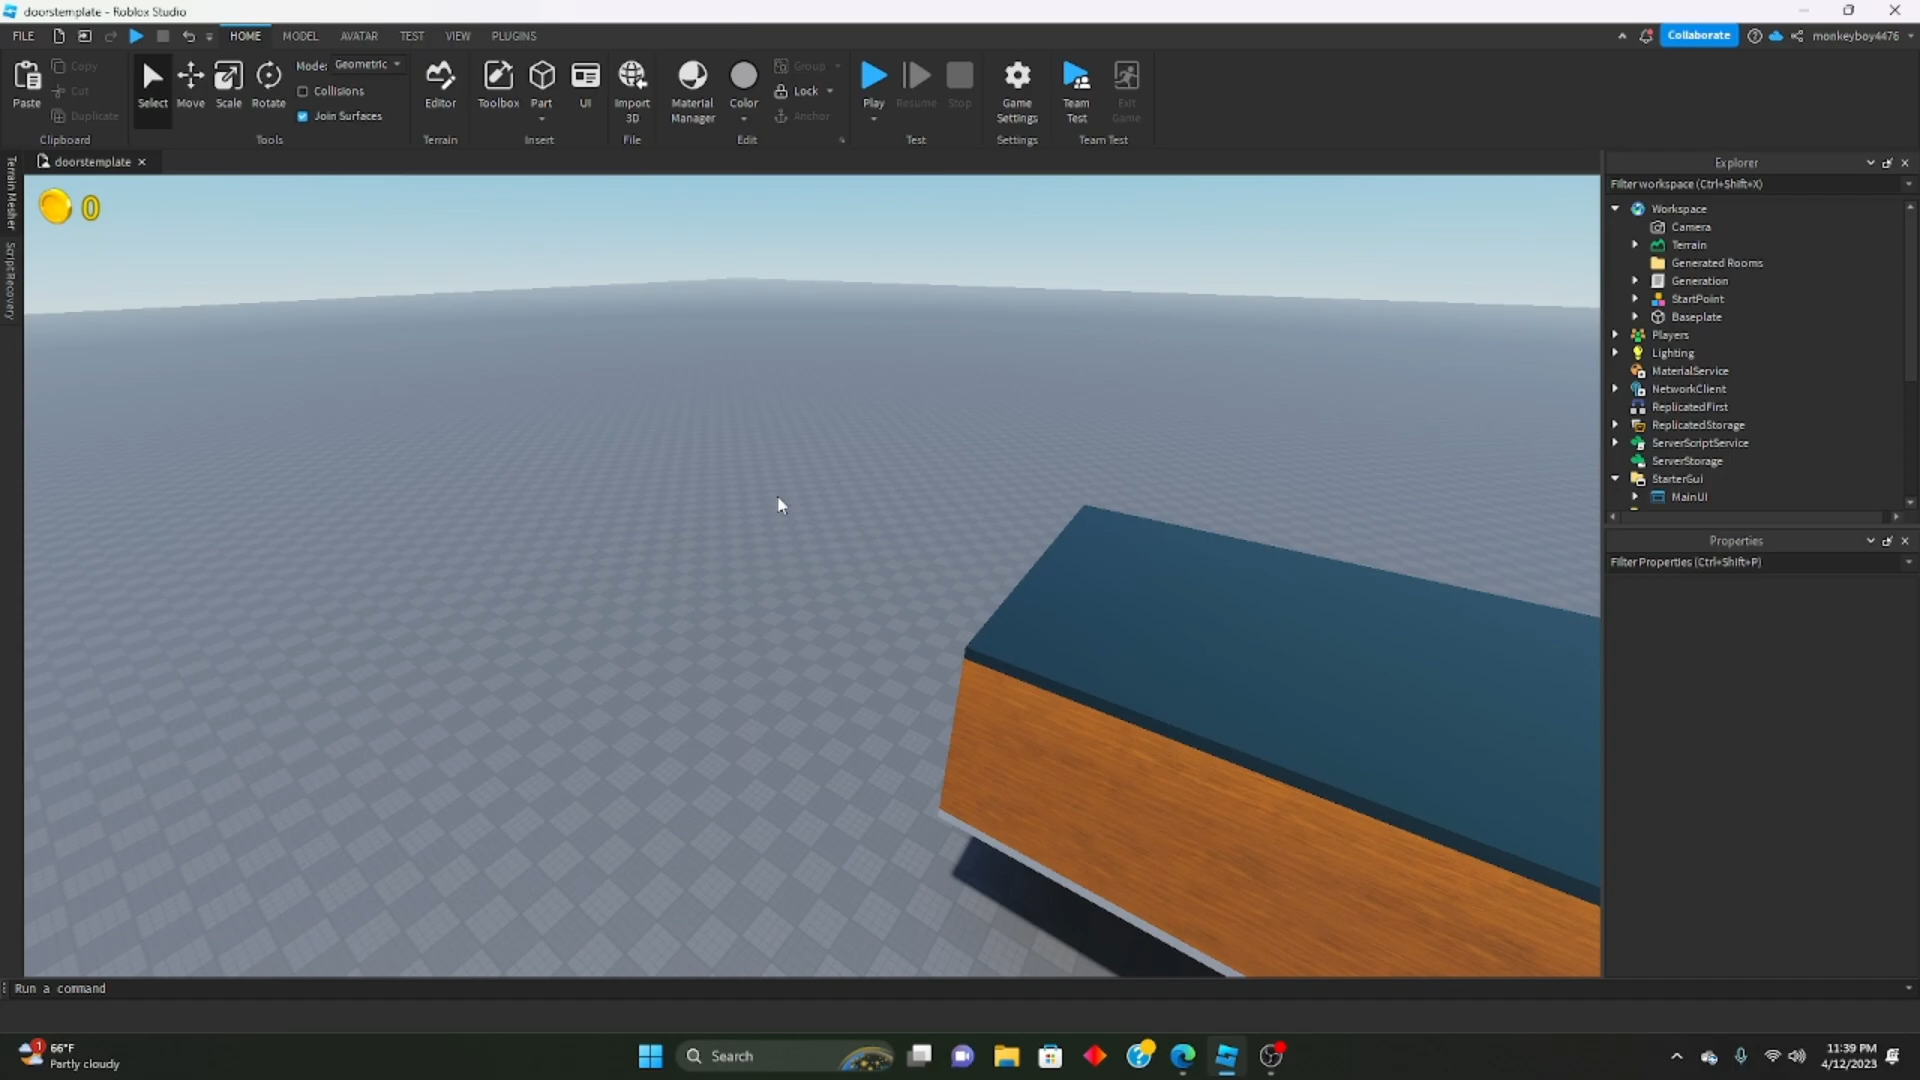 doorstemplate - Roblox Studio
FILE HOME MODEL AVATAR TEST VIEW PLUGINS Collaborate monkeyboy4476
Paste Copy Cut Duplicate Clipboard
Select Move Scale Rotate Mode: Geometric Collisions Join Surfaces Tools
Editor Terrain
Toolbox Part UI Insert
Import 3D File
Material Manager Color Group Lock Anchor Edit
Play Resume Stop Test
Game Settings Settings
Team Test Exit Game Team Test
doorstemplate
Terrain Mesher
ScriptRecovery
0
Explorer
Filter workspace (Ctrl+Shift+X)
Workspace
Camera
Terrain
Generated Rooms
Generation
StartPoint
Baseplate
Players
Lighting
MaterialService
NetworkClient
ReplicatedFirst
ReplicatedStorage
ServerScriptService
ServerStorage
StarterGui
MainUI
Properties
Filter Properties (Ctrl+Shift+P)
Run a command
1
66°F
Partly cloudy
Search
11:39 PM
4/12/2023